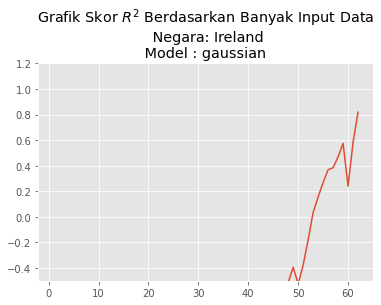 Grafik Skor R² Berdasarkan Banyak Input Data
Negara: Ireland
Model : gaussian
1.2
1.0
0.8
0.6
0.4
0.2
0.0
−0.2
−0.4
0 10 20 30 40 50 60